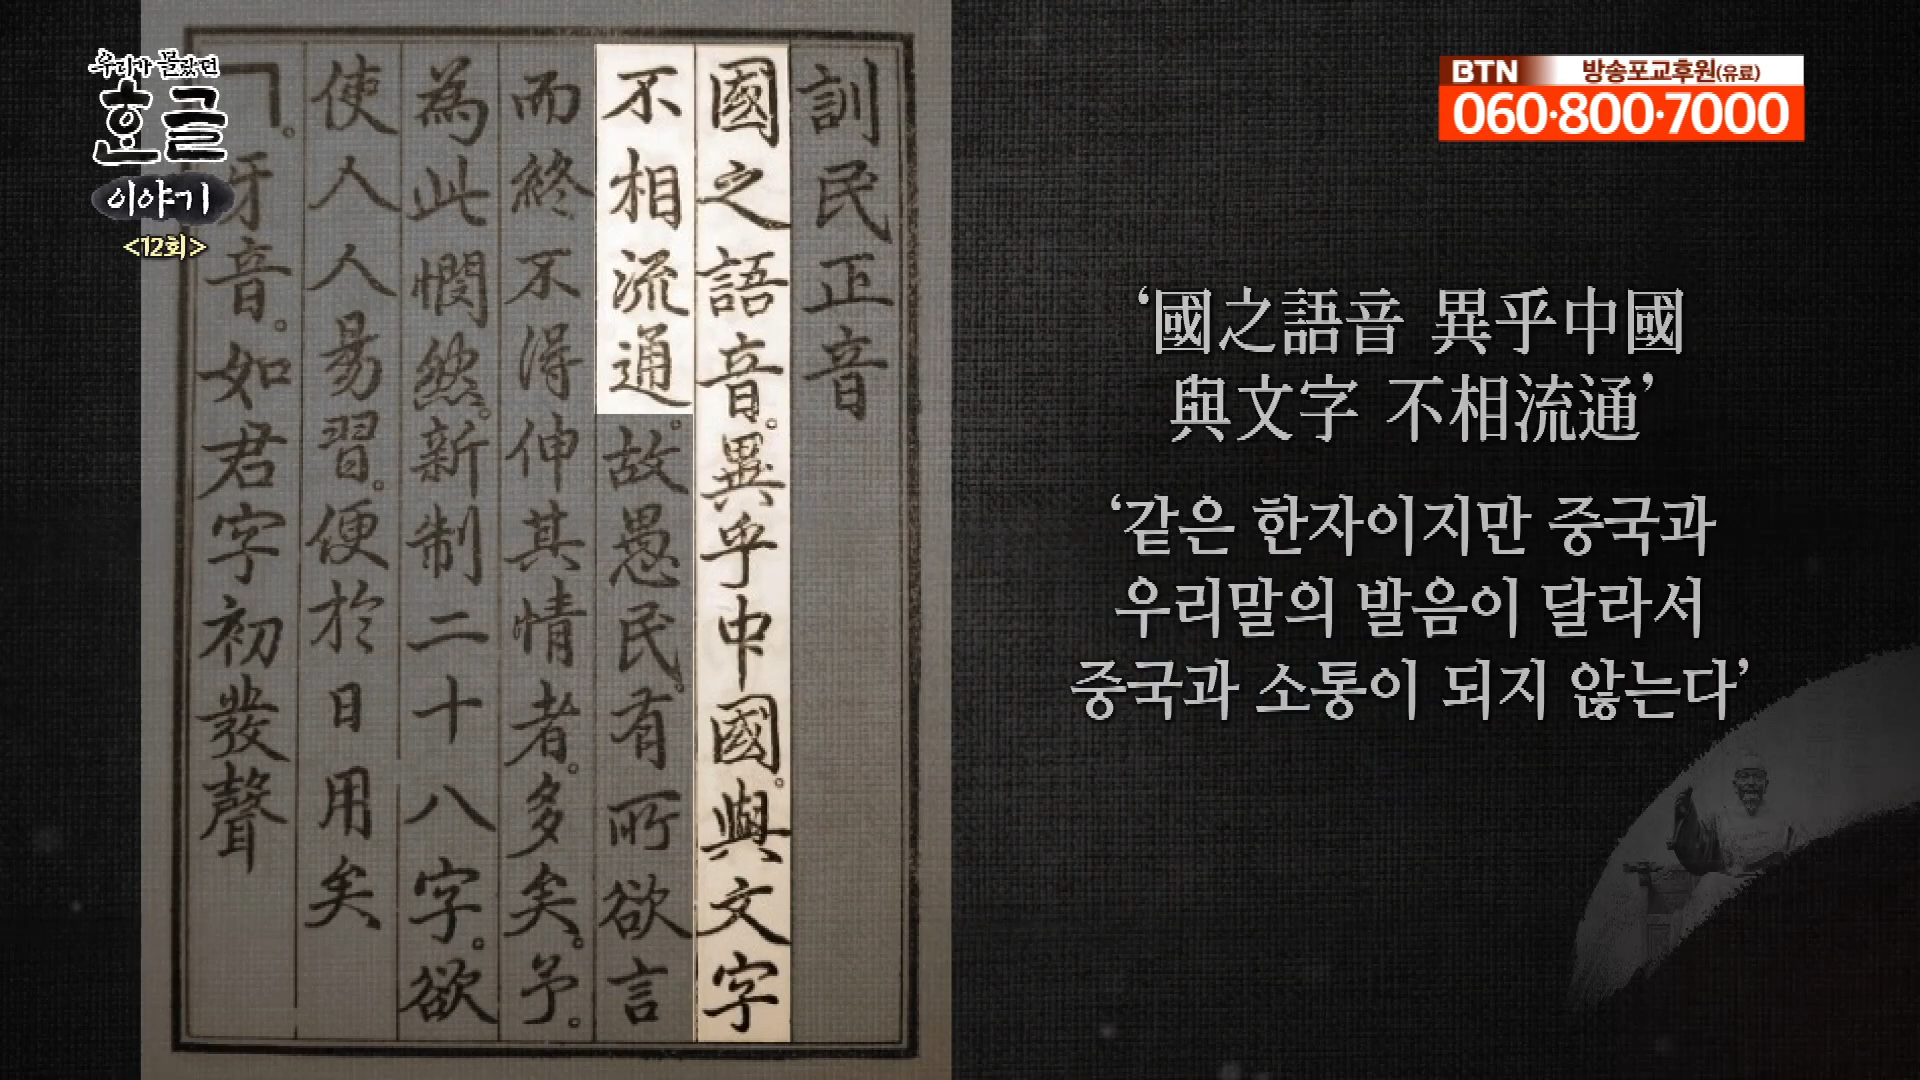 우리가 몰랐던
한글
이야기
<12회>
BTN 방송포교후원(유료)
060·800·7000
訓民正音
國之語音。異乎中國。與文字
不相流通。故愚民。有所欲言
而終不得伸其情者。多矣。予。
為此憫然。新制二十八字。欲
使人人易習。便於日用矣
ㄱ。牙音。如君字初發聲
‘國之語音 異乎中國
與文字 不相流通’
‘같은 한자이지만 중국과
우리말의 발음이 달라서
중국과 소통이 되지 않는다’